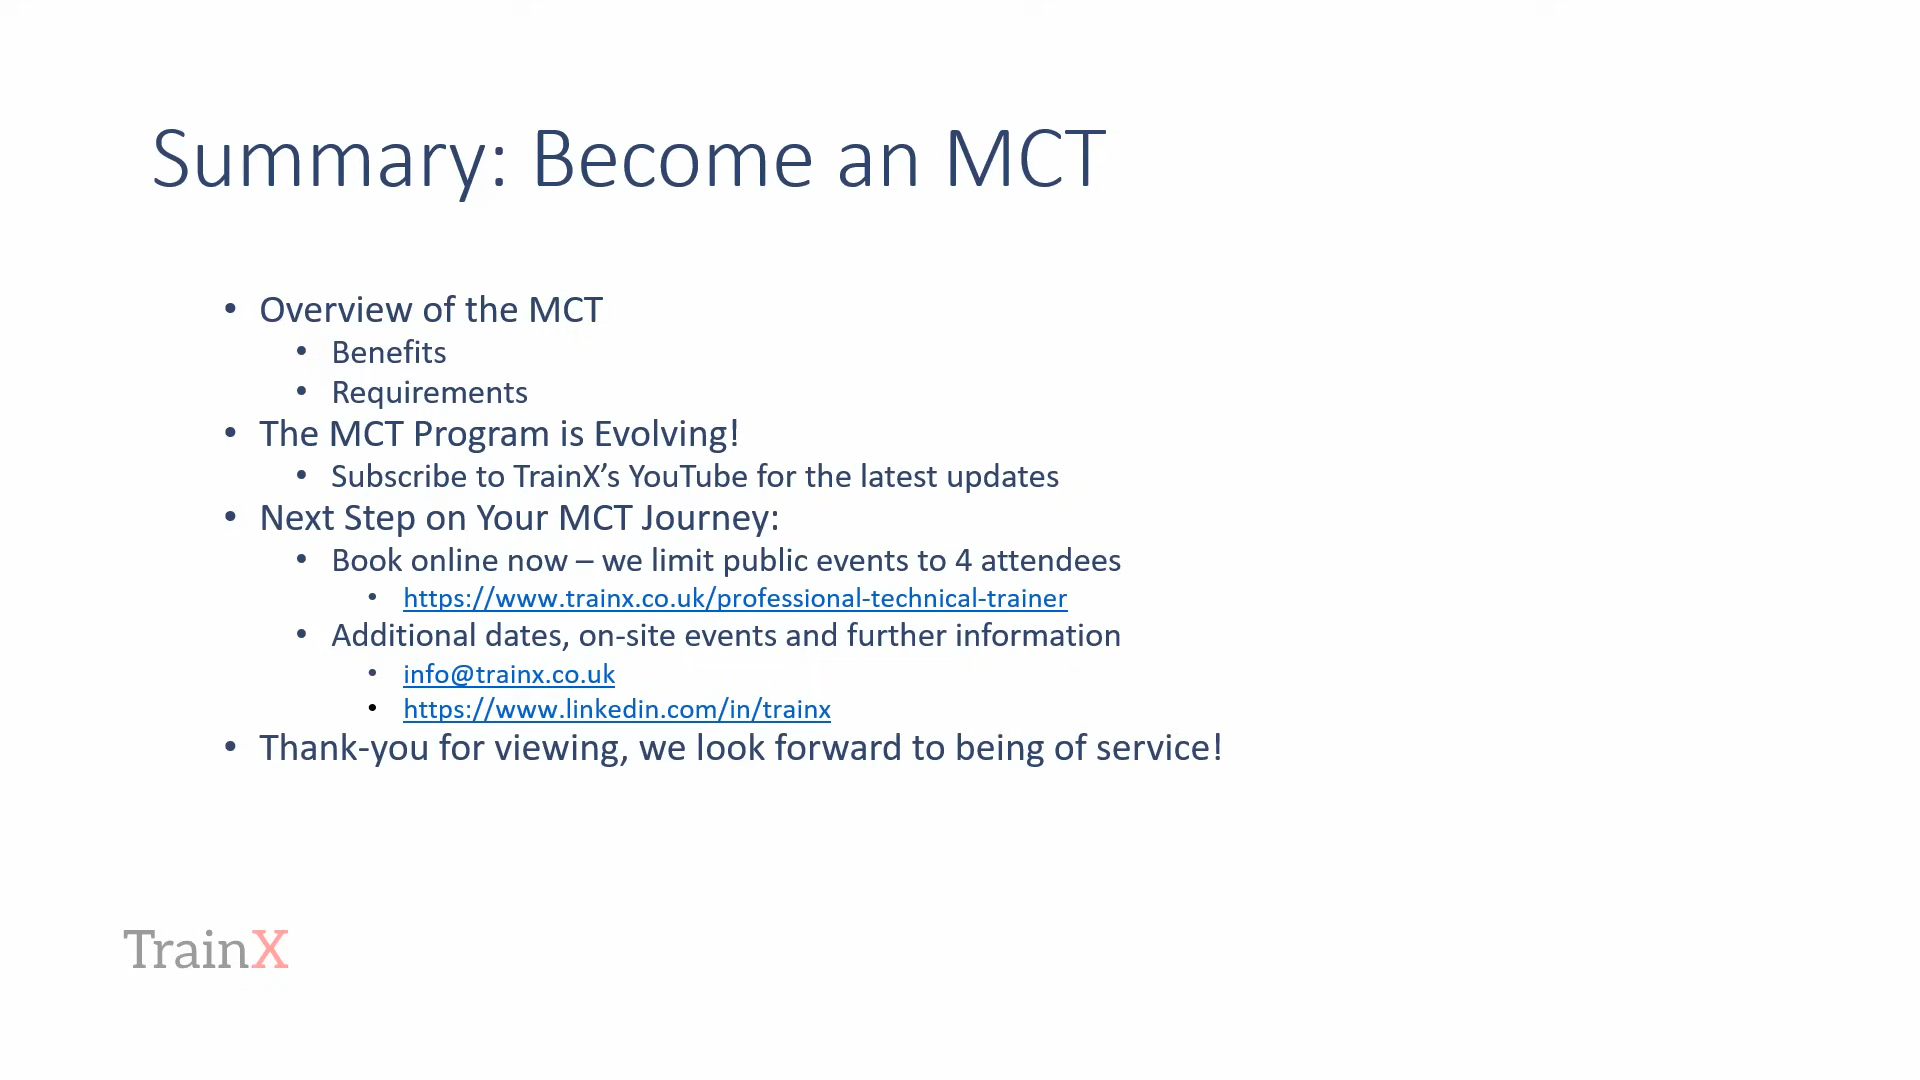 Summary: Become an MCT
• Overview of the MCT
• Benefits
• Requirements
• The MCT Program is Evolving!
• Subscribe to TrainX’s YouTube for the latest updates
• Next Step on Your MCT Journey:
• Book online now – we limit public events to 4 attendees
• https://www.trainx.co.uk/professional-technical-trainer
• Additional dates, on-site events and further information
• info@trainx.co.uk
• https://www.linkedin.com/in/trainx
• Thank-you for viewing, we look forward to being of service!
TrainX